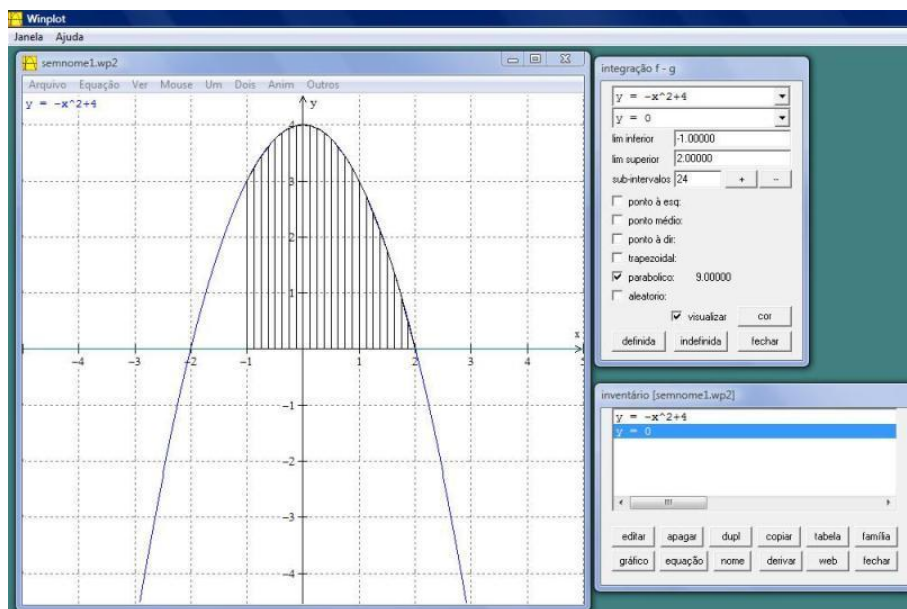 Winplot
Janela Ajuda
semnome1.wp2
Arquivo Equação Ver Mouse Um Dois Anim Outros
y = -x^2+4
y
4
3
2
1
x
-4 -3 -2 -1 1 2 3 4 5
-1
-2
-3
-4
integração f - g
y = -x^2+4
y = 0
lim inferior -1.00000
lim superior 2.00000
sub-intervalos 24 + --
ponto à esq:
ponto médio:
ponto à dir:
trapezoidal:
parabolico: 9.00000
aleatorio:
visualizar cor
definida indefinida fechar
inventário [semnome1.wp2]
y = -x^2+4
y = 0
editar apagar dupl copiar tabela família
gráfico equação nome derivar web fechar